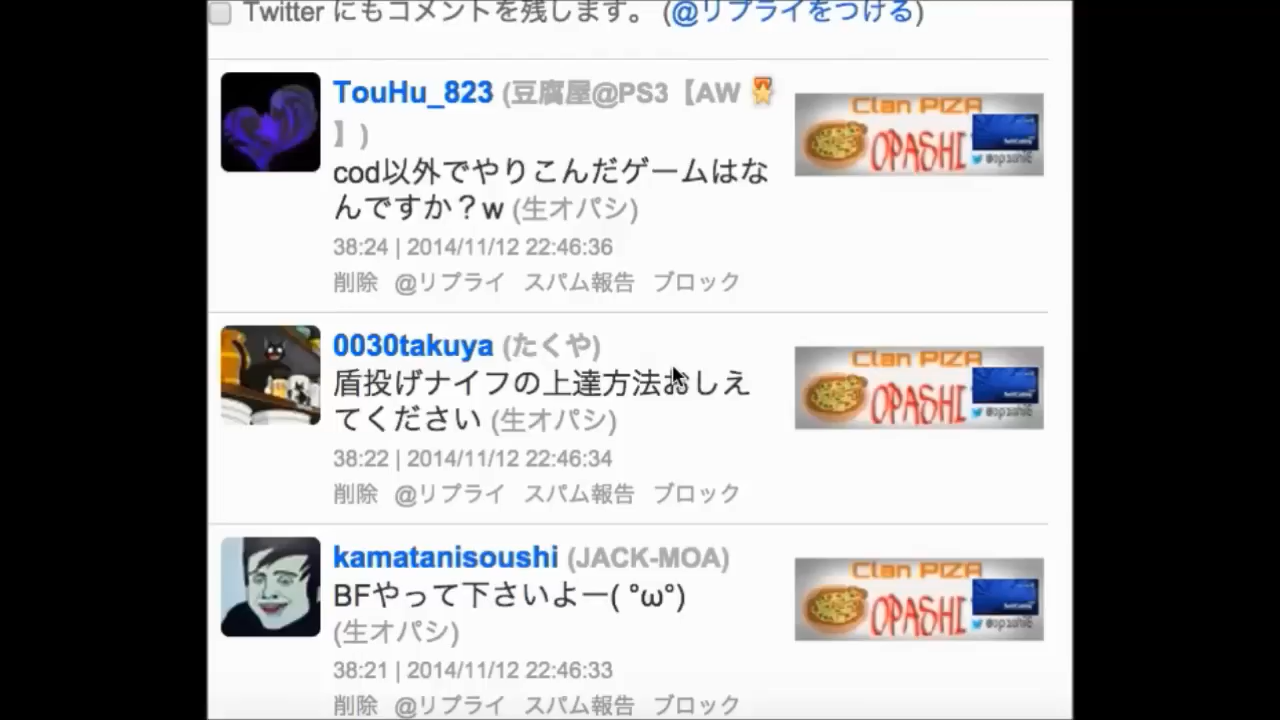 Twitter にもコメントを残します。 (@リプライをつける)
TouHu_823 (豆腐屋@PS3【AW
】)
cod以外でやりこんだゲームはな
んですか？w (生オパシ)
38:24 | 2014/11/12 22:46:36
削除 @リプライ スパム報告 ブロック
Clan PIZA
OPASHI
0030takuya (たくや)
盾投げナイフの上達方法おしえ
てください (生オパシ)
38:22 | 2014/11/12 22:46:34
削除 @リプライ スパム報告 ブロック
Clan PIZA
OPASHI
kamatanisoushi (JACK-MOA)
BFやって下さいよー( °ω°)
(生オパシ)
38:21 | 2014/11/12 22:46:33
削除 @リプライ スパム報告 ブロック
Clan PIZA
OPASHI